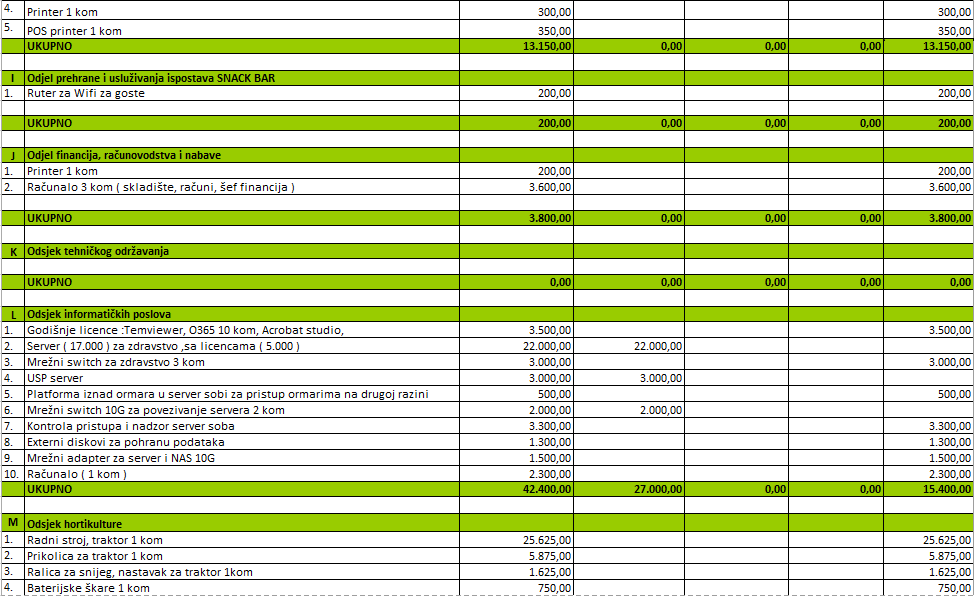 4. Printer 1 kom 300,00 300,00
5. POS printer 1 kom 350,00 350,00
UKUPNO 13.150,00 0,00 0,00 0,00 13.150,00
I Odjel prehrane i usluživanja ispostava SNACK BAR
1. Ruter za Wifi za goste 200,00 200,00
UKUPNO 200,00 0,00 0,00 0,00 200,00
J Odjel financija, računovodstva i nabave
1. Printer 1 kom 200,00 200,00
2. Računalo 3 kom ( skladište, računi, šef financija ) 3.600,00 3.600,00
UKUPNO 3.800,00 0,00 0,00 0,00 3.800,00
K Odsjek tehničkog održavanja
UKUPNO 0,00 0,00 0,00 0,00 0,00
L Odsjek informatičkih poslova
1. Godišnje licence :Temviewer, O365 10 kom, Acrobat studio, 3.500,00 3.500,00
2. Server ( 17.000 ) za zdravstvo ,sa licencama ( 5.000 ) 22.000,00 22.000,00
3. Mrežni switch za zdravstvo 3 kom 3.000,00 3.000,00
4. USP server 3.000,00 3.000,00
5. Platforma iznad ormara u server sobi za pristup ormarima na drugoj razini 500,00 500,00
6. Mrežni switch 10G za povezivanje servera 2 kom 2.000,00 2.000,00
7. Kontrola pristupa i nadzor server soba 3.300,00 3.300,00
8. Externi diskovi za pohranu podataka 1.300,00 1.300,00
9. Mrežni adapter za server i NAS 10G 1.500,00 1.500,00
10. Računalo ( 1 kom ) 2.300,00 2.300,00
UKUPNO 42.400,00 27.000,00 0,00 0,00 15.400,00
M Odsjek hortikulture
1. Radni stroj, traktor 1 kom 25.625,00 25.625,00
2. Prikolica za traktor 1 kom 5.875,00 5.875,00
3. Ralica za snijeg, nastavak za traktor 1kom 1.625,00 1.625,00
4. Baterijske škare 1 kom 750,00 750,00